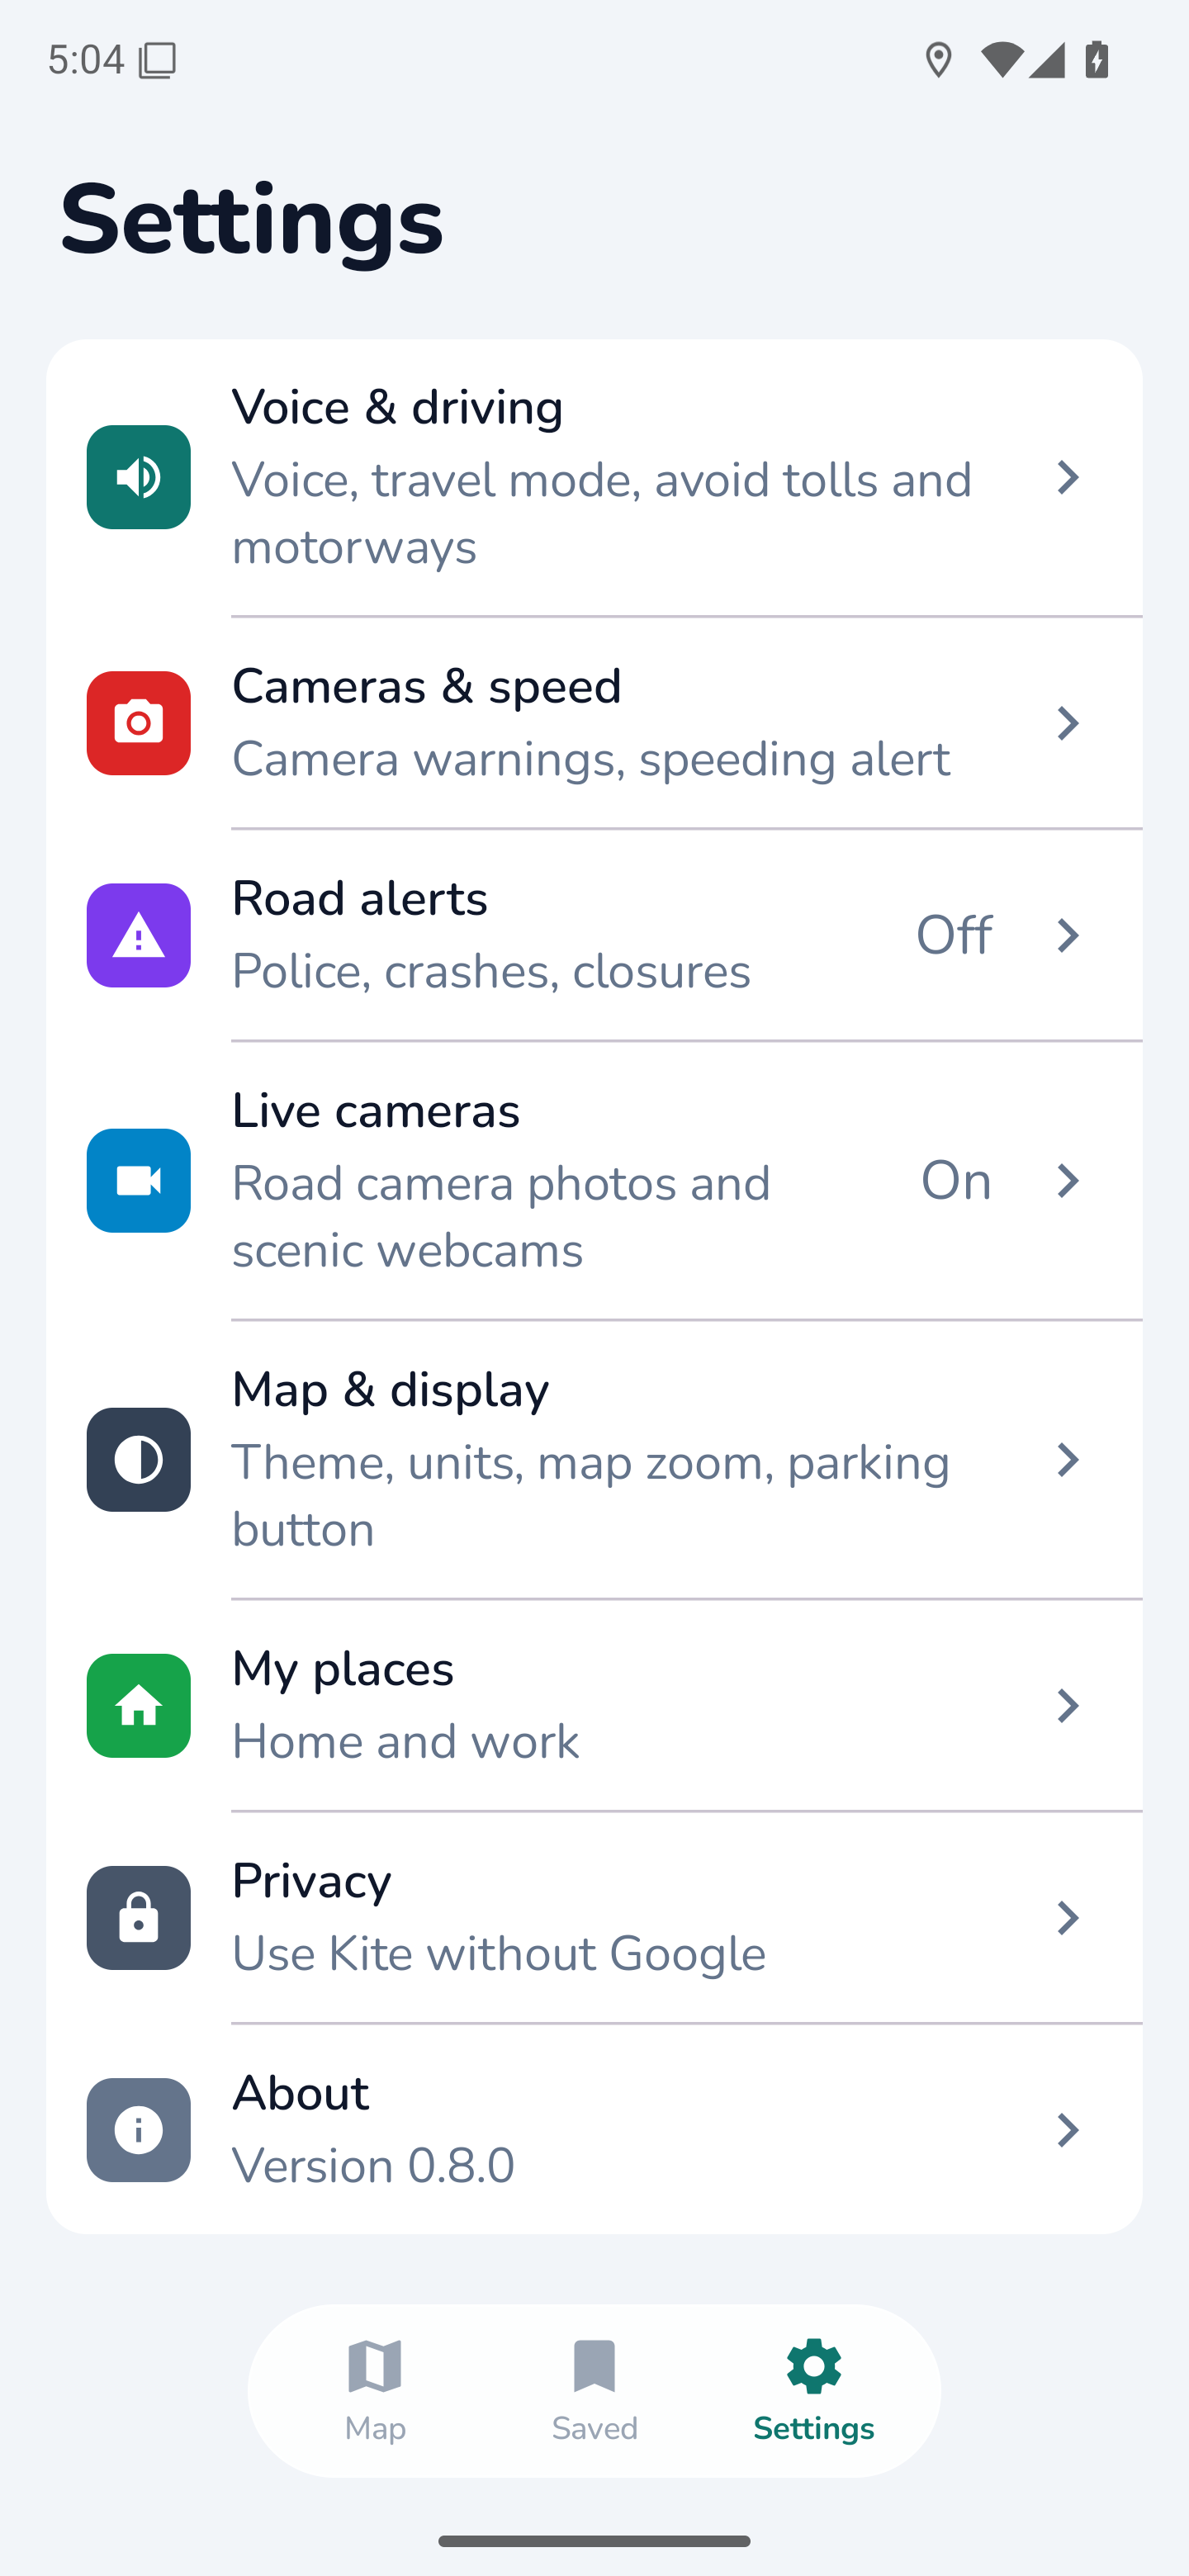 5:04
Settings
Voice & driving
Voice, travel mode, avoid tolls and
motorways
Cameras & speed
Camera warnings, speeding alert
Road alerts
Police, crashes, closures
Off
Live cameras
Road camera photos and
scenic webcams
On
Map & display
Theme, units, map zoom, parking
button
My places
Home and work
Privacy
Use Kite without Google
About
Version 0.8.0
Map
Saved
Settings